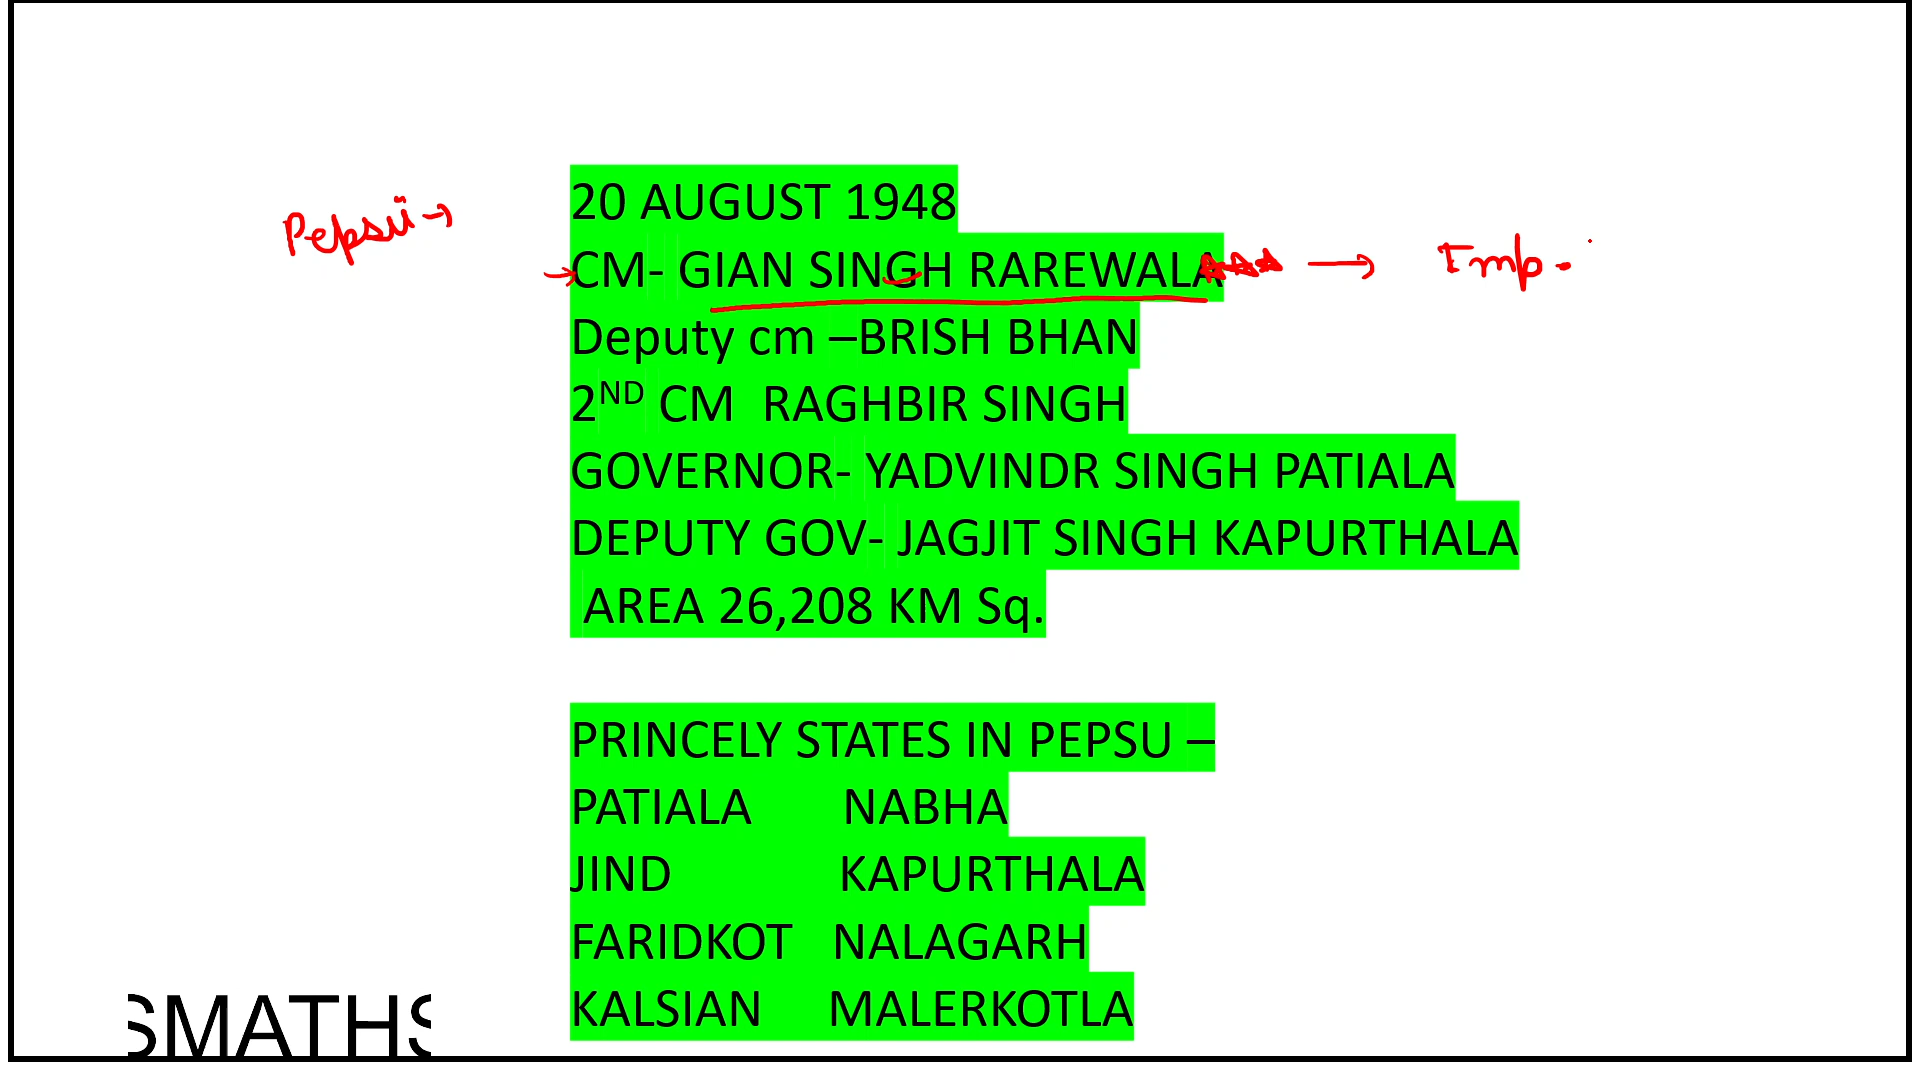 20 AUGUST 1948
Pepsu →
→ CM- GIAN SINGH RAREWALA → Imp.
Deputy cm –BRISH BHAN
2ND CM RAGHBIR SINGH
GOVERNOR- YADVINDR SINGH PATIALA
DEPUTY GOV- JAGJIT SINGH KAPURTHALA
AREA 26,208 KM Sq.
PRINCELY STATES IN PEPSU –
PATIALA NABHA
JIND KAPURTHALA
FARIDKOT NALAGARH
KALSIAN MALERKOTLA
SMATHS